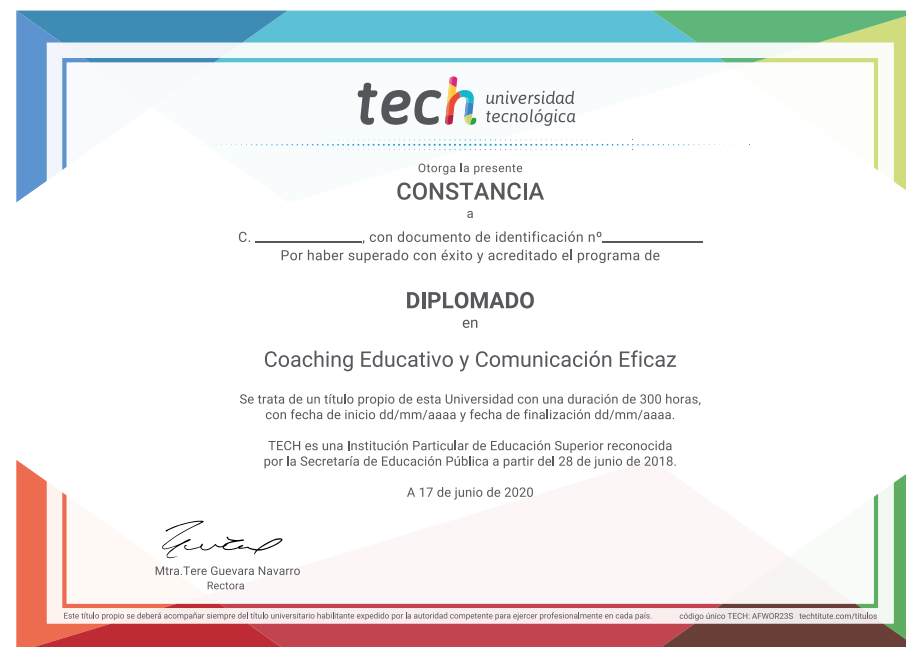 tech universidad
tecnológica
Otorga la presente
CONSTANCIA
a
C. ____________, con documento de identificación nº____________
Por haber superado con éxito y acreditado el programa de
DIPLOMADO
en
Coaching Educativo y Comunicación Eficaz
Se trata de un título propio de esta Universidad con una duración de 300 horas,
con fecha de inicio dd/mm/aaaa y fecha de finalización dd/mm/aaaa.
TECH es una Institución Particular de Educación Superior reconocida
por la Secretaría de Educación Pública a partir del 28 de junio de 2018.
A 17 de junio de 2020
Mtra.Tere Guevara Navarro
Rectora
Este título propio se deberá acompañar siempre del título universitario habilitante expedido por la autoridad competente para ejercer profesionalmente en cada país. código único TECH: AFWOR23S techtitute.com/titulos